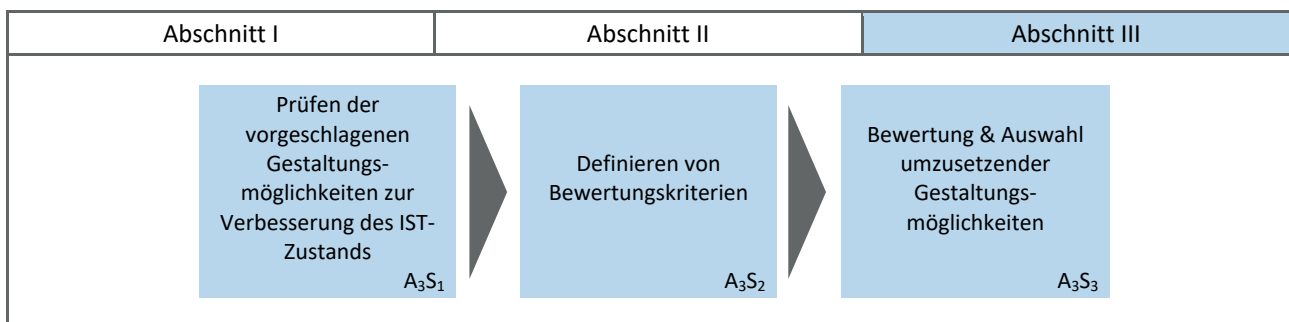 Abschnitt I
Abschnitt II
Abschnitt III
Prüfen der
vorgeschlagenen
Gestaltungs-
möglichkeiten zur
Verbesserung des IST-
Zustands
A₃S₁
Definieren von
Bewertungskriterien
A₃S₂
Bewertung & Auswahl
umzusetzender
Gestaltungs-
möglichkeiten
A₃S₃